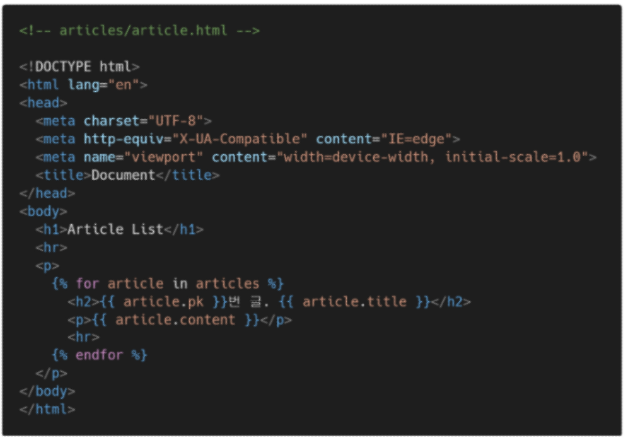 <!-- articles/article.html -->
<!DOCTYPE html>
<html lang="en">
<head>
<meta charset="UTF-8">
<meta http-equiv="X-UA-Compatible" content="IE=edge">
<meta name="viewport" content="width=device-width, initial-scale=1.0">
<title>Document</title>
</head>
<body>
<h1>Article List</h1>
<hr>
<p>
{% for article in articles %}
<h2>{{ article.pk }}번 글. {{ article.title }}</h2>
<p>{{ article.content }}</p>
<hr>
{% endfor %}
</p>
</body>
</html>